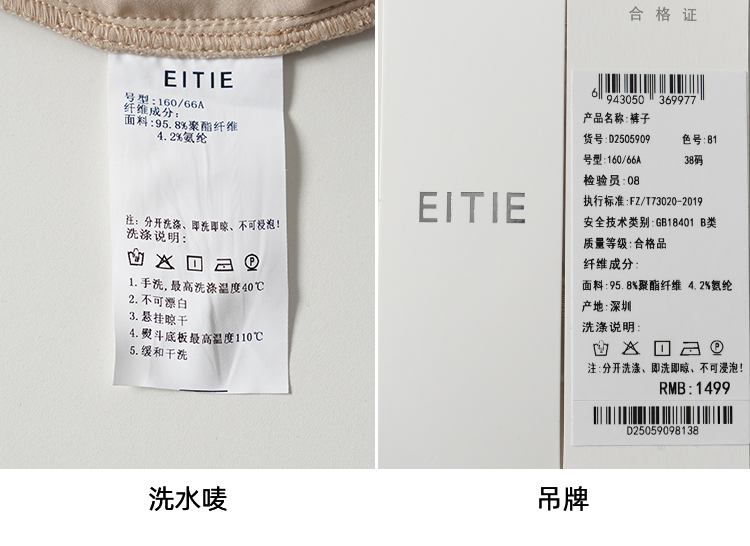 EITIE
号型:160/66A
纤维成分:
面料:95.8%聚酯纤维
4.2%氨纶
注: 分开洗涤、即洗即晾、不可浸泡!
洗涤说明:
1.手洗,最高洗涤温度40℃
2.不可漂白
3.悬挂晾干
4.熨斗底板最高温度110℃
5.缓和干洗
洗水唛
EITIE
合格证
6 943050 369977
产品名称:裤子
货号:D2505909 色号:81
号型:160/66A 38码
检验员:08
执行标准:FZ/T73020-2019
安全技术类别:GB18401 B类
质量等级:合格品
纤维成分:
面料:95.8%聚酯纤维 4.2%氨纶
产地:深圳
洗涤说明:
注:分开洗涤、即洗即晾、不可浸泡!
RMB:1499
D25059098138
吊牌